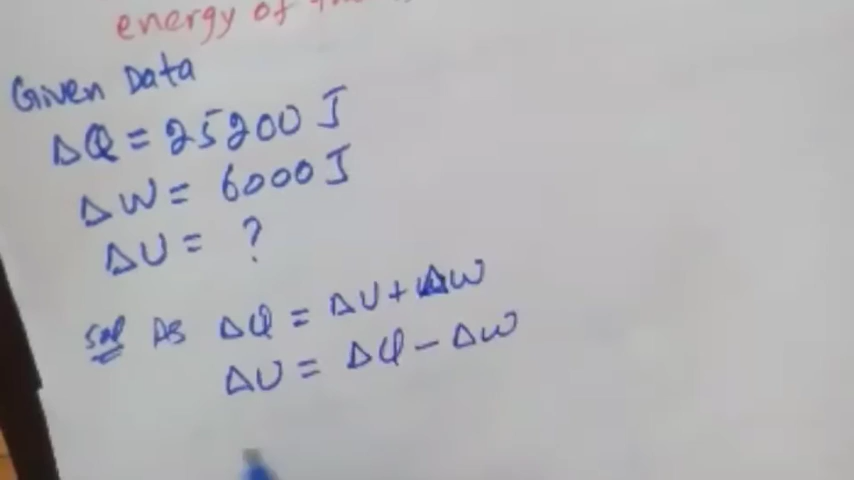 energy of
Given Data
ΔQ = 25200 J
ΔW = 6000 J
ΔU = ?
Sol As ΔQ = ΔU + ΔW
ΔU = ΔQ - ΔW